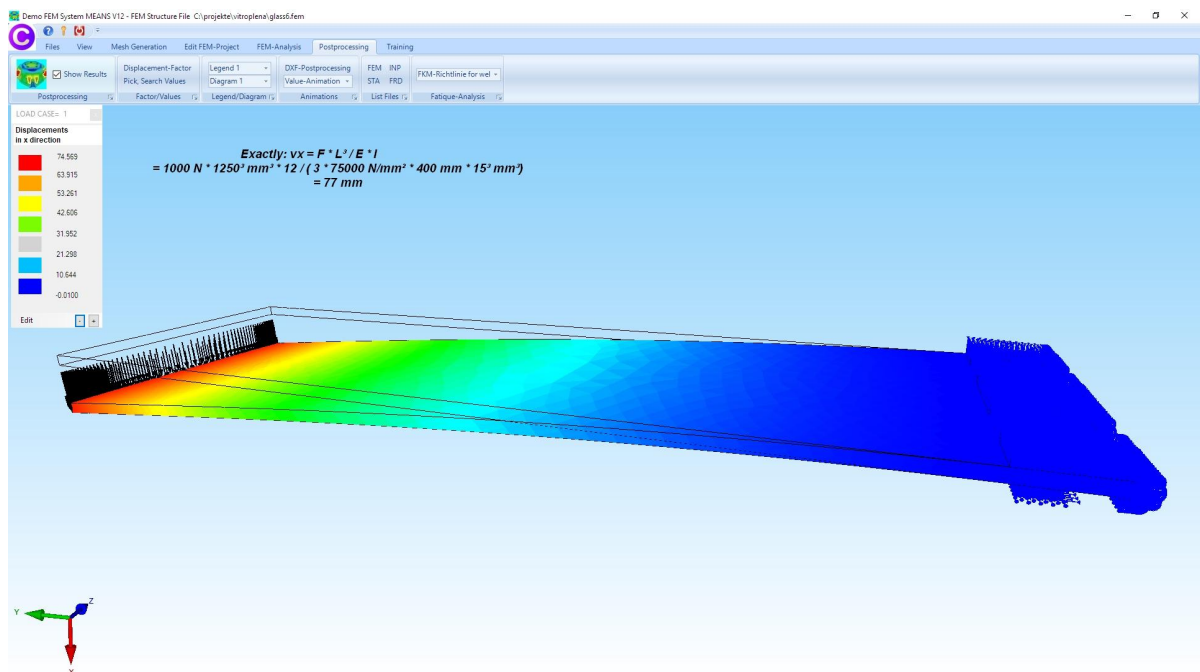 Demo FEM System MEANS V12 - FEM Structure File C:\projekte\vitroplena\glass6.fem
C
Files View Mesh Generation Edit FEM-Project FEM-Analysis Postprocessing Training
Show Results
Displacement-Factor
Pick, Search Values
Legend 1
Diagram 1
DXF-Postprocessing
Value-Animation
FEM INP
STA FRD
FKM-Richtlinie for wel
Postprocessing Factor/Values Legend/Diagram Animations List Files Fatique-Analysis
LOAD CASE= 1
Displacements
in x direction
74.569
63.915
53.261
42.606
31.952
21.298
10.644
-0.0100
Edit - +
Exactly: vx = F * L³ / E * I
= 1000 N * 1250³ mm³ * 12 / ( 3 * 75000 N/mm² * 400 mm * 15³ mm³)
= 77 mm
Y
Z
X